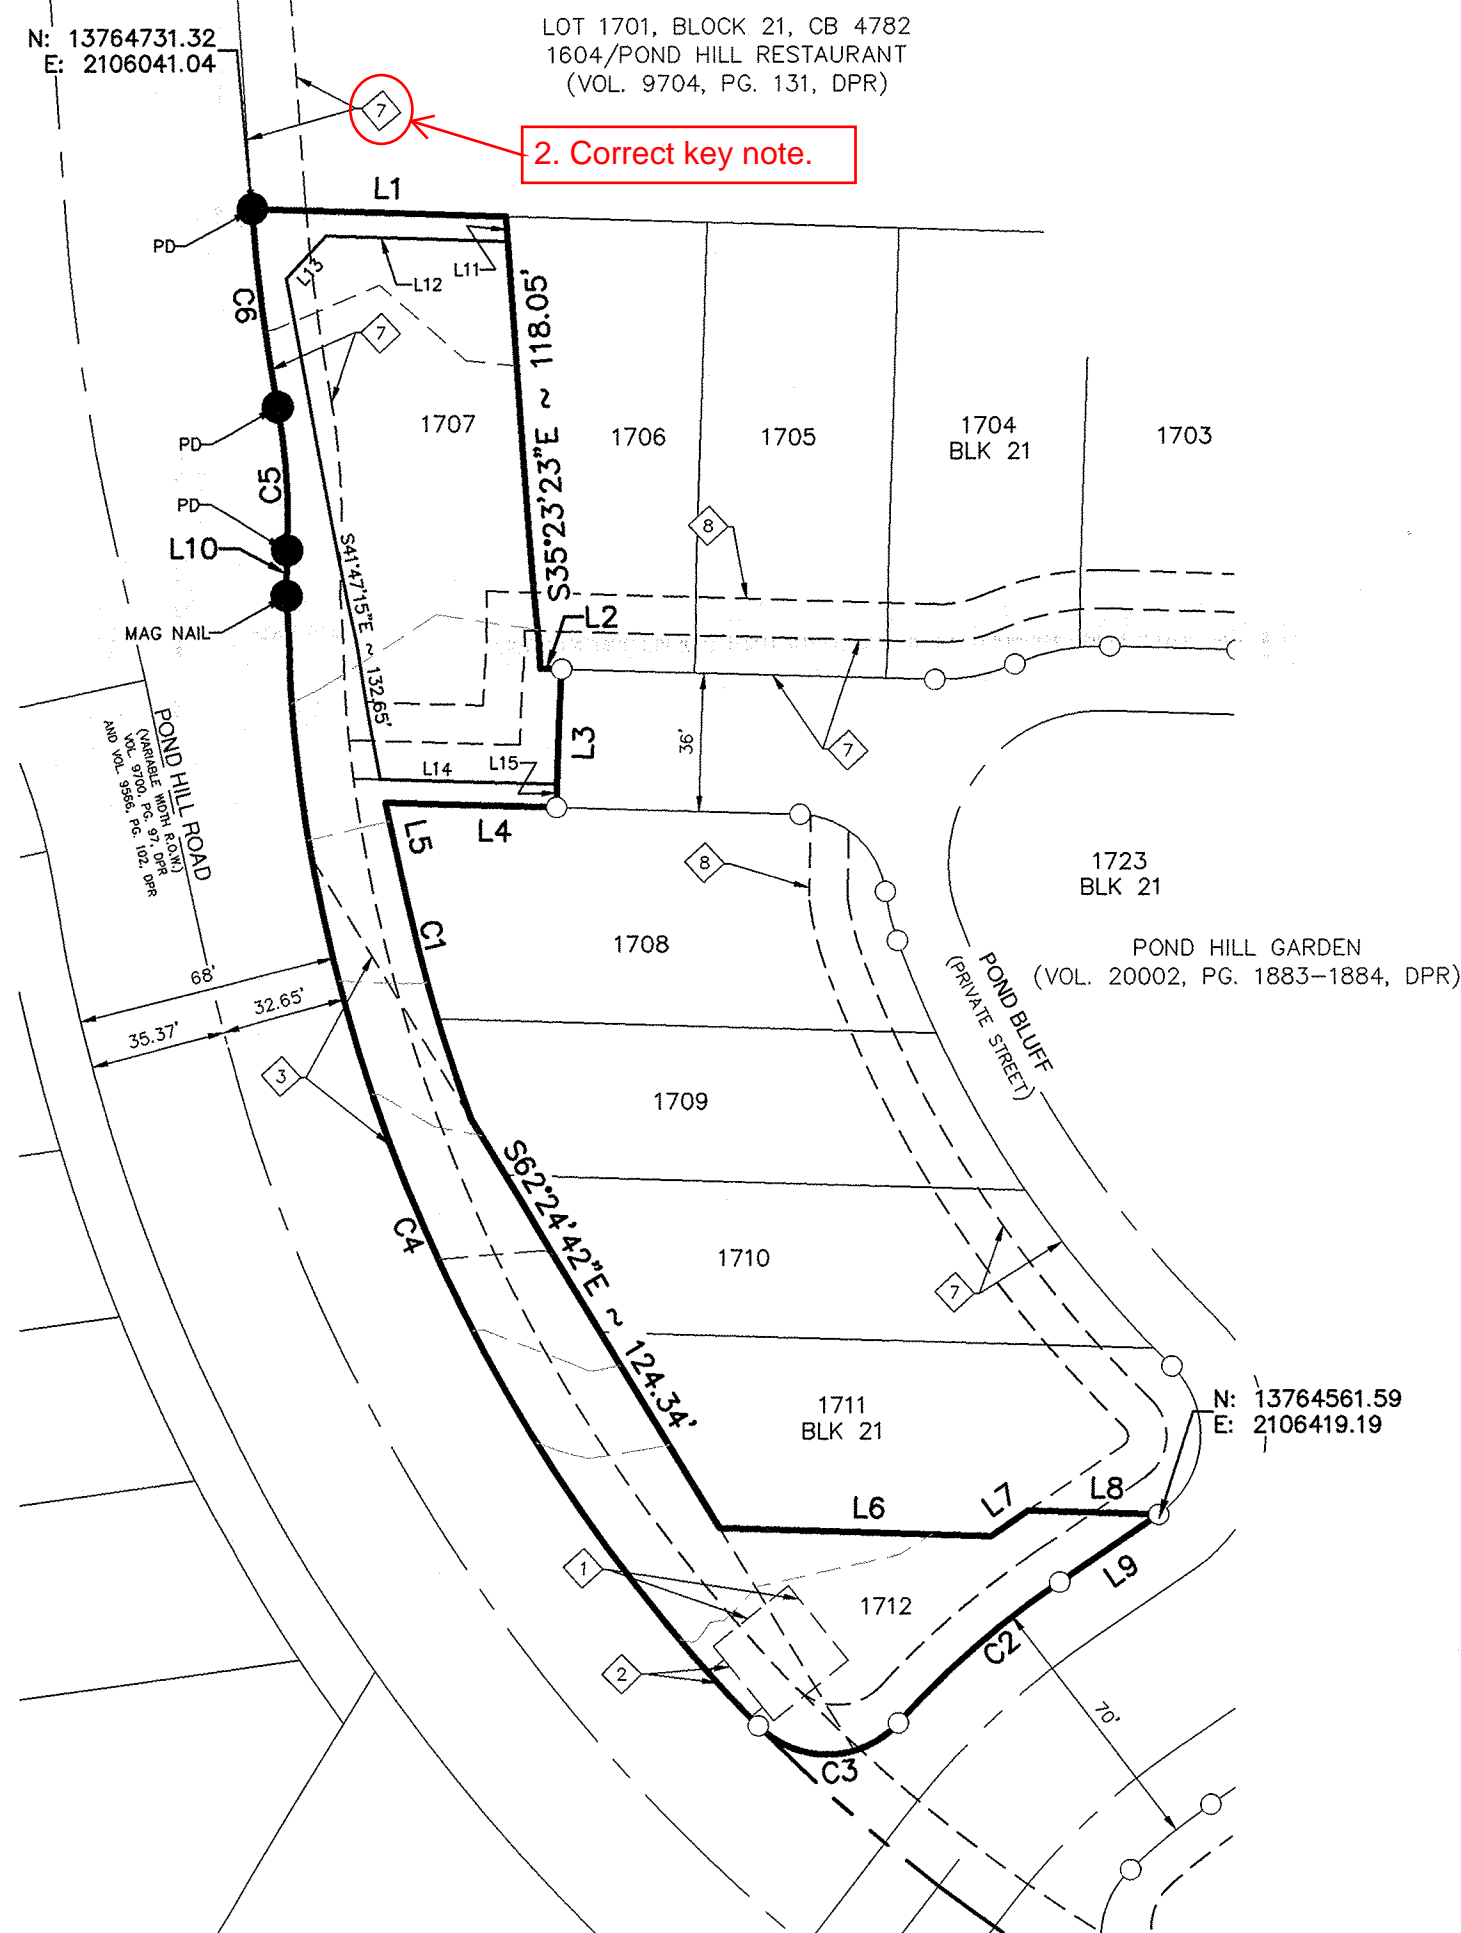 LOT 1701, BLOCK 21, CB 4782
1604/POND HILL RESTAURANT
(VOL. 9704, PG. 131, DPR)
N: 13764731.32
E: 2106041.04
7
2. Correct key note.
L1
PD
L11
L12
L13
C6
7
S35°23'23"E ~ 118.05'
1707
1706
1705
1704
BLK 21
1703
PD
C5
PD
8
L10
S41°47'15"E ~ 132.65'
L2
MAG NAIL
POND HILL ROAD
(VARIABLE WIDTH R.O.W.)
VOL. 9700, PG. 97, DPR
AND VOL. 9566, PG. 102, DPR
L3
36'
7
L14
L15
L5
L4
8
1723
BLK 21
C1
1708
POND HILL GARDEN
(VOL. 20002, PG. 1883-1884, DPR)
POND BLUFF
(PRIVATE STREET)
68'
32.65'
35.37'
3
1709
S62°24'42"E ~ 124.34'
C4
1710
7
1711
BLK 21
N: 13764561.59
E: 2106419.19
L6
L7
L8
1
L9
1712
2
C2
70'
C3